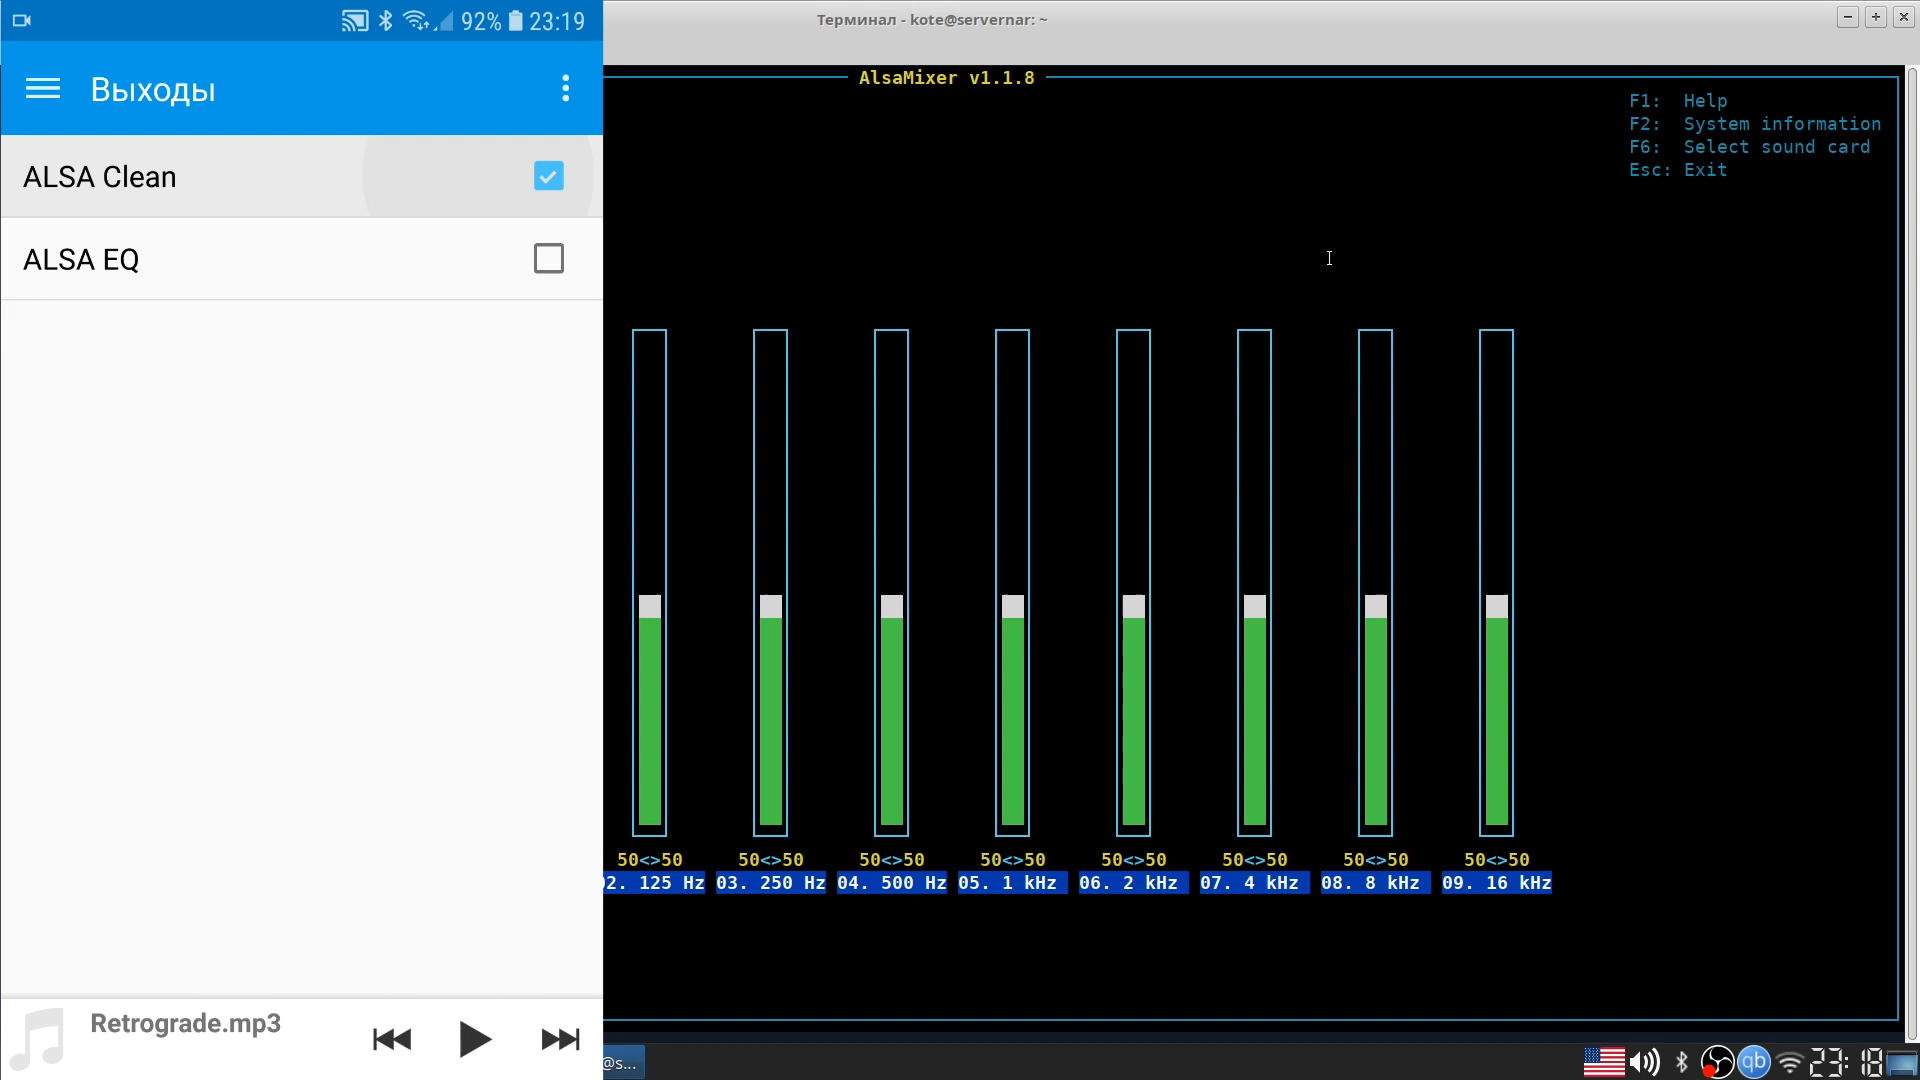 92% 23:19
Выходы
ALSA Clean
ALSA EQ
Retrograde.mp3
Терминал - kote@servernar: ~
AlsaMixer v1.1.8
F1: Help
F2: System information
F6: Select sound card
Esc: Exit
50<>50 50<>50 50<>50 50<>50 50<>50 50<>50 50<>50 50<>50
2. 125 Hz 03. 250 Hz 04. 500 Hz 05. 1 kHz 06. 2 kHz 07. 4 kHz 08. 8 kHz 09. 16 kHz
@s...
qb 23:18